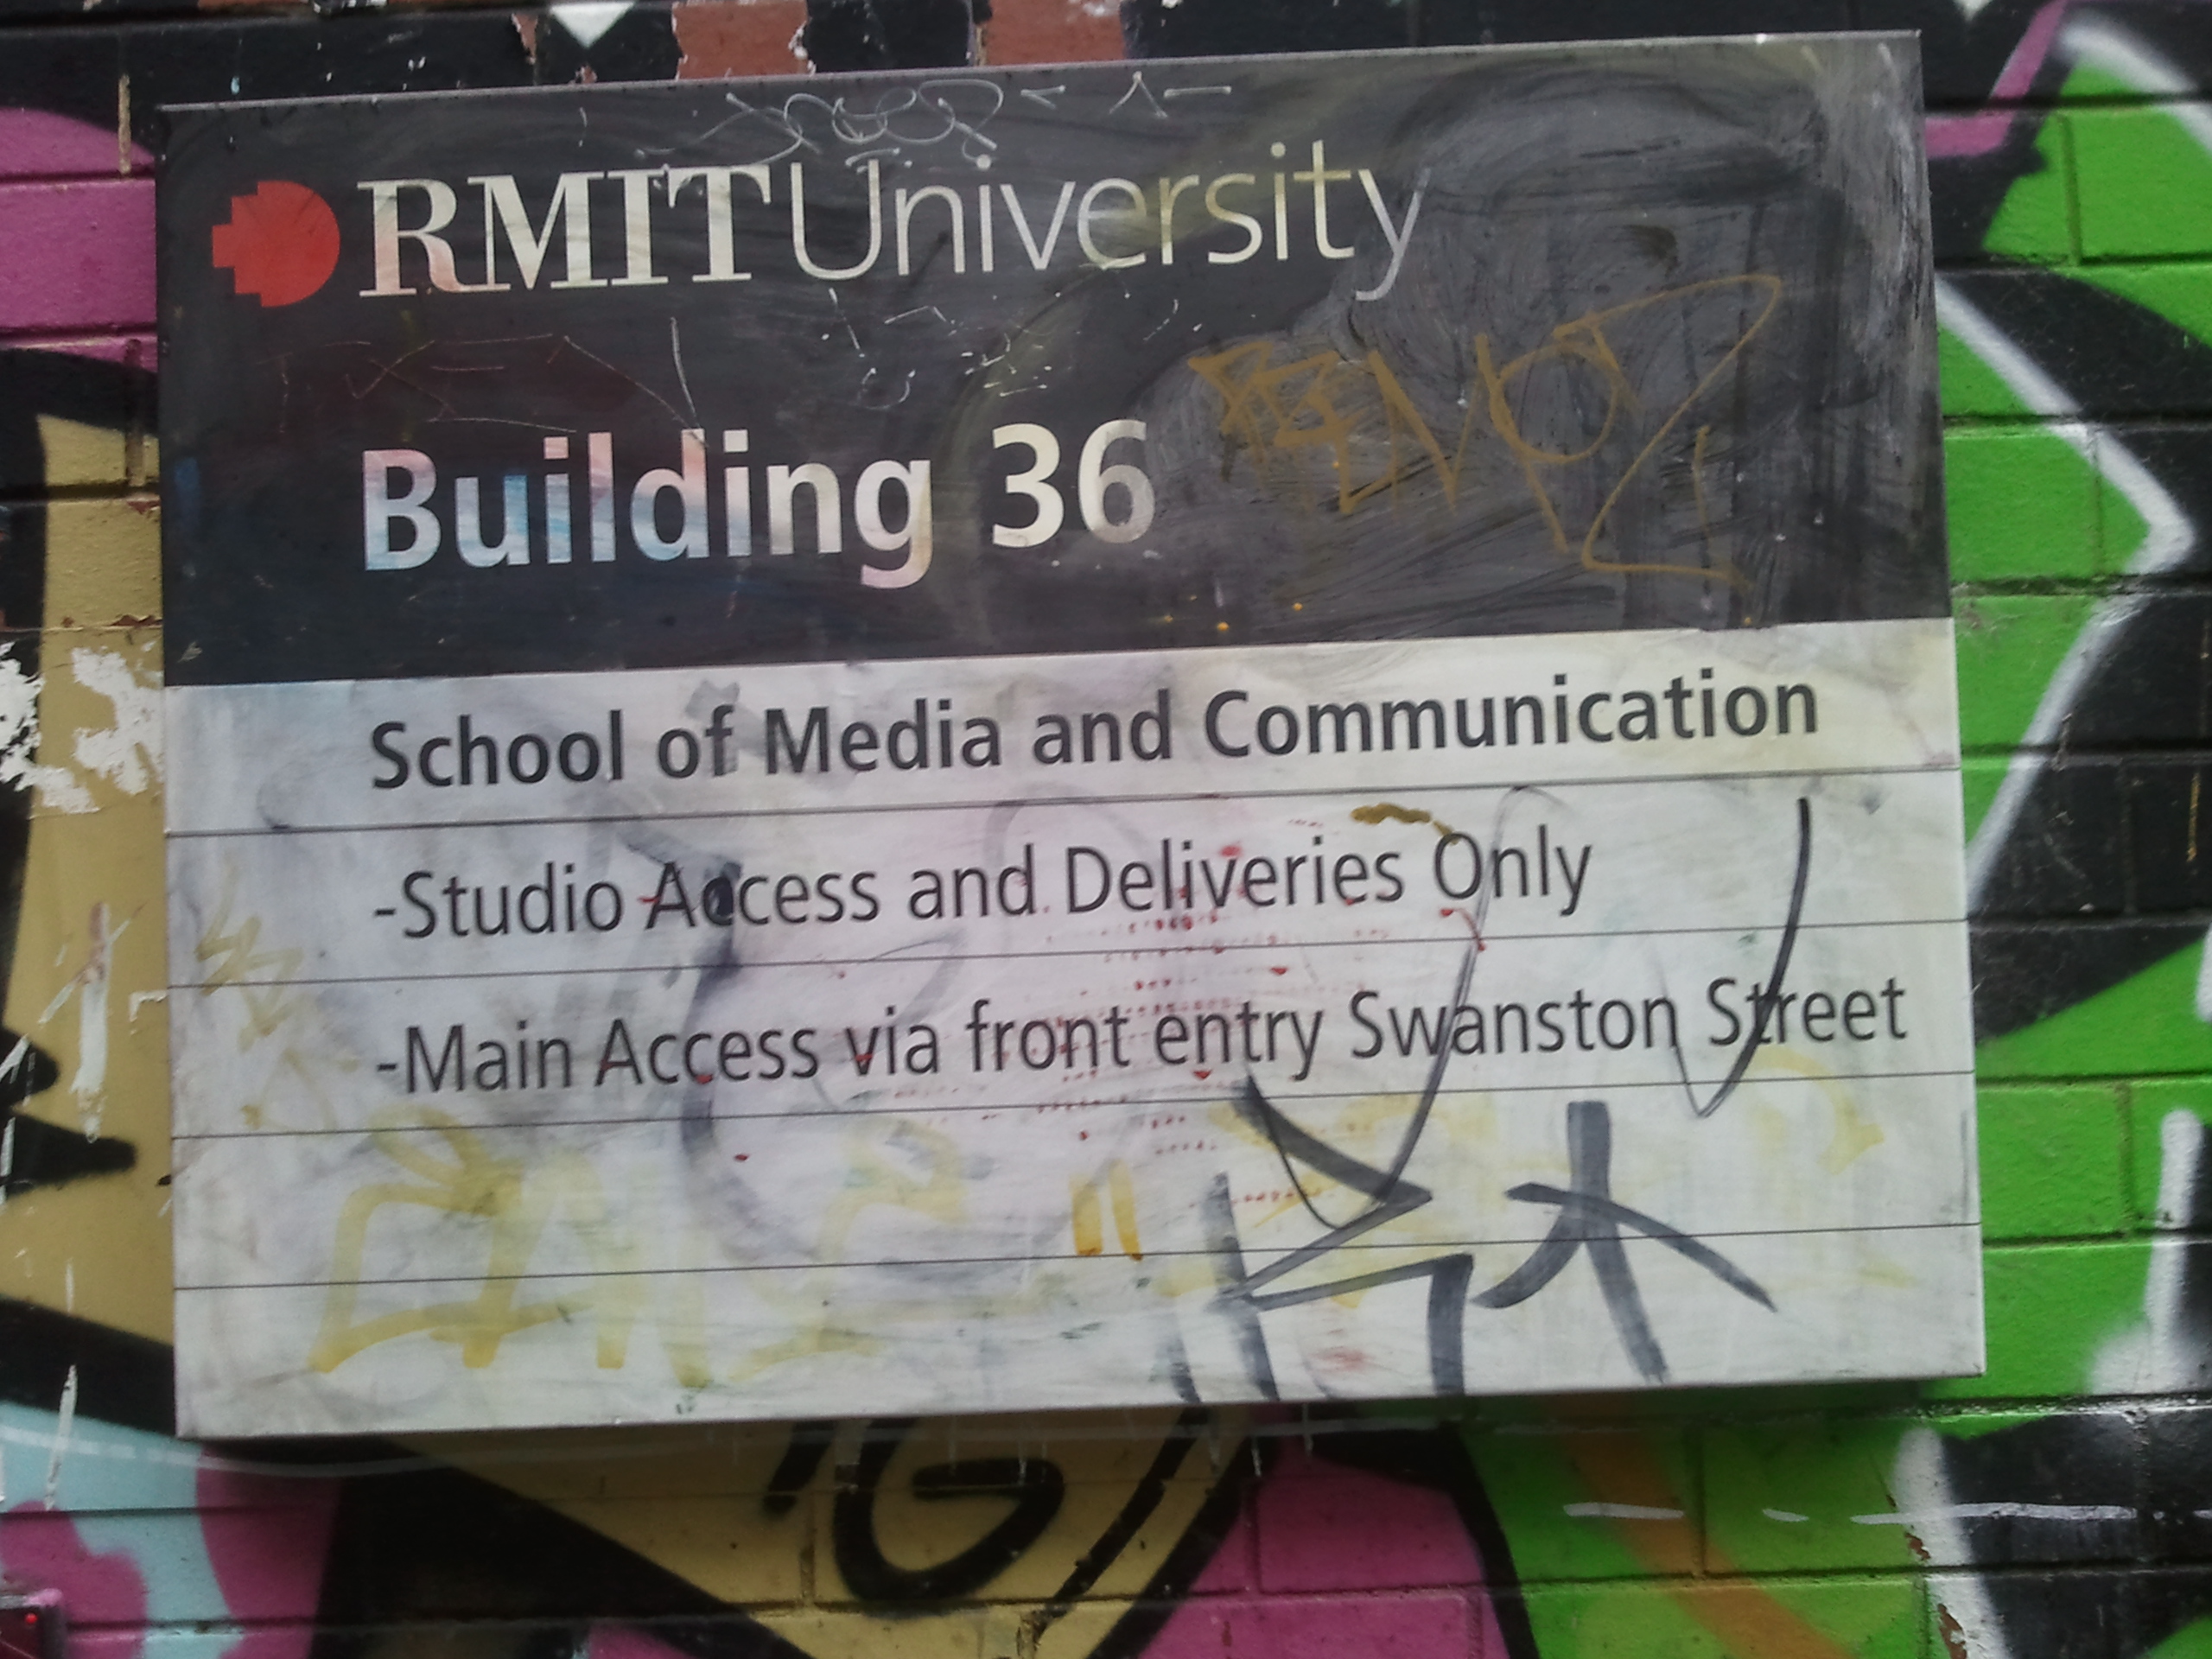 RMIT University
Building 36
School of Media and Communication
-Studio Access and Deliveries Only
-Main Access via front entry Swanston Street